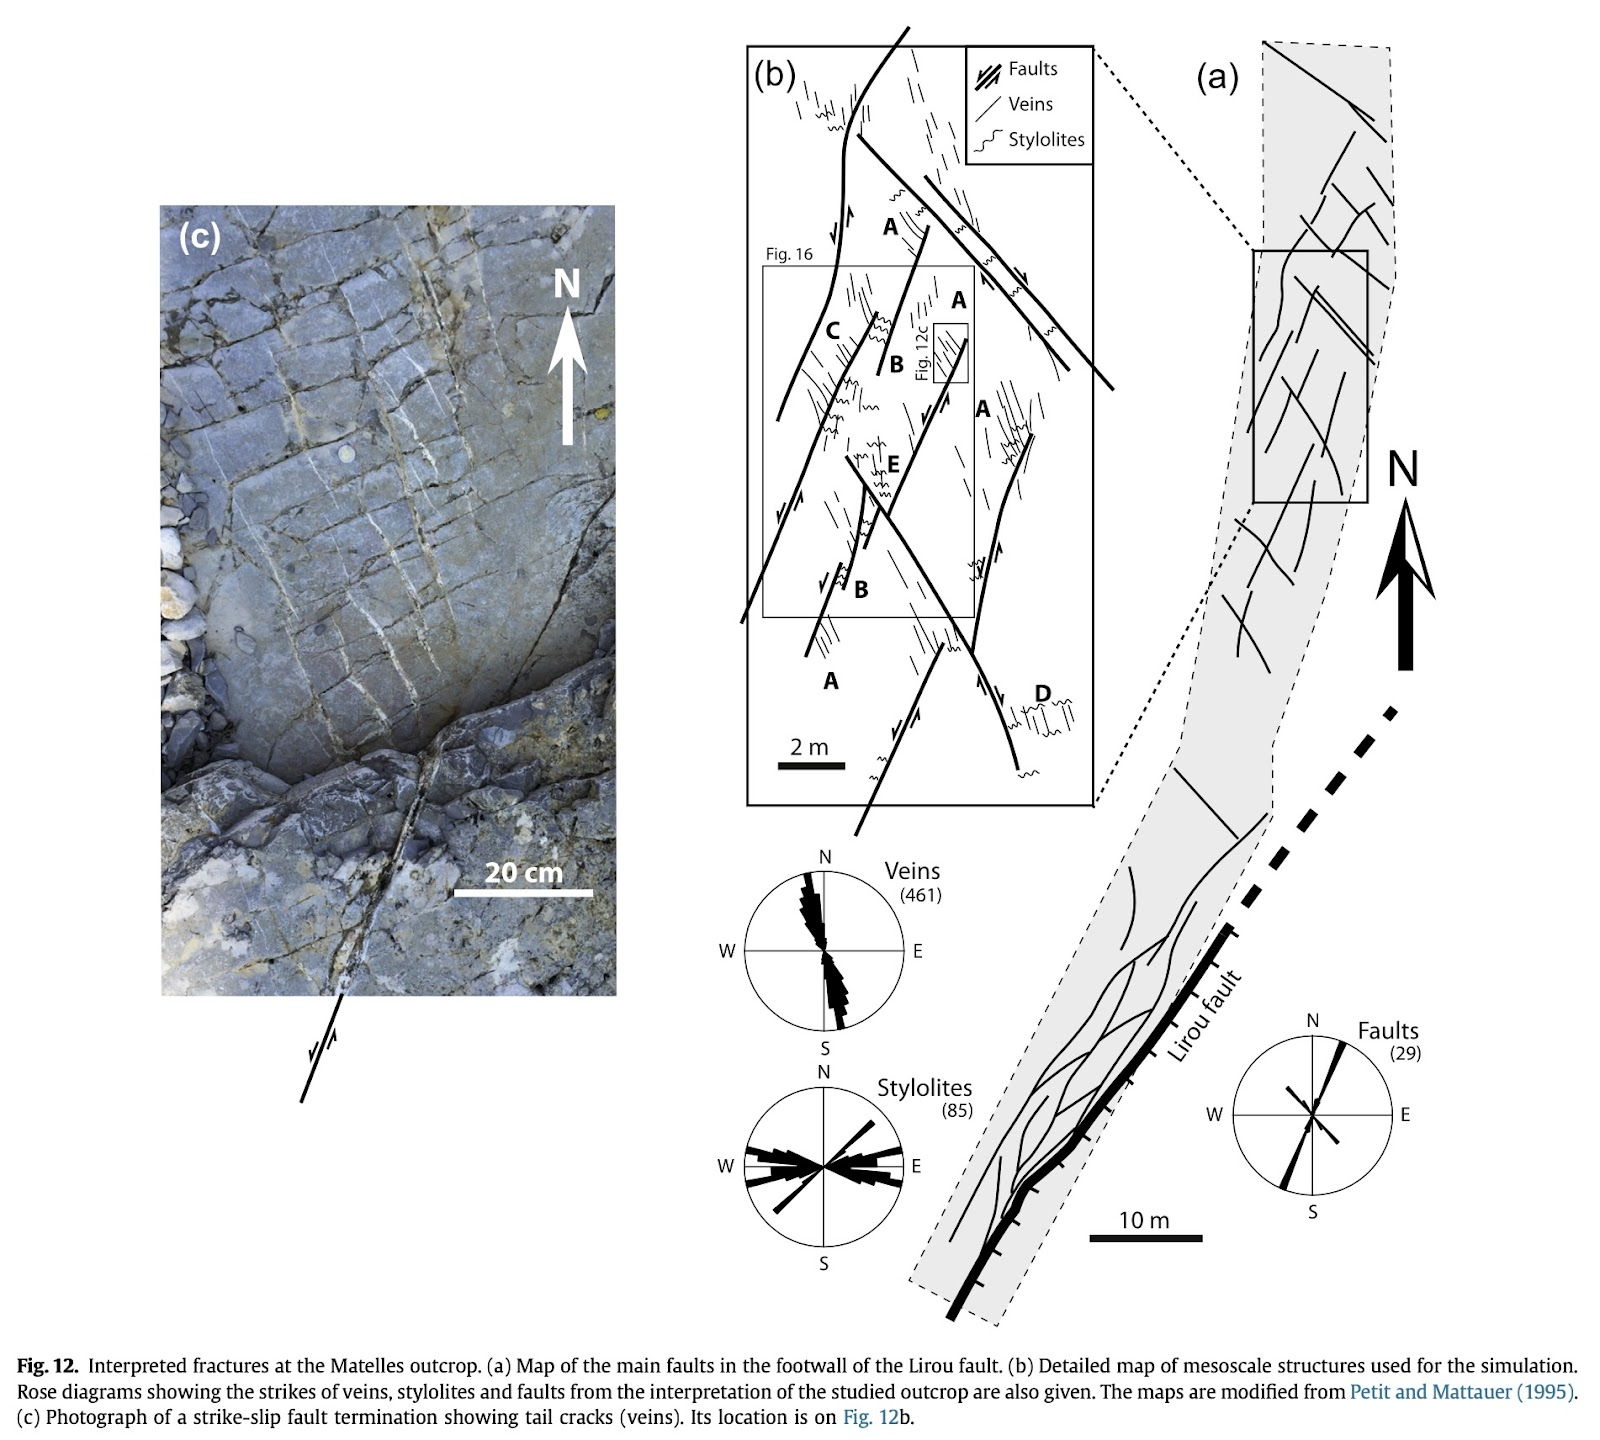 (a)
(b)
Faults
Veins
Stylolites
(c)
N
20 cm
Fig. 16
A
A
C
B
Fig. 12c
A
E
B
A
D
2 m
N
Veins
(461)
N
W
E
S
Stylolites
(85)
N
W
E
S
Lirou fault
Faults
(29)
N
W
E
S
10 m
Fig. 12. Interpreted fractures at the Matelles outcrop. (a) Map of the main faults in the footwall of the Lirou fault. (b) Detailed map of mesoscale structures used for the simulation.
Rose diagrams showing the strikes of veins, stylolites and faults from the interpretation of the studied outcrop are also given. The maps are modified from Petit and Mattauer (1995).
(c) Photograph of a strike-slip fault termination showing tail cracks (veins). Its location is on Fig. 12b.